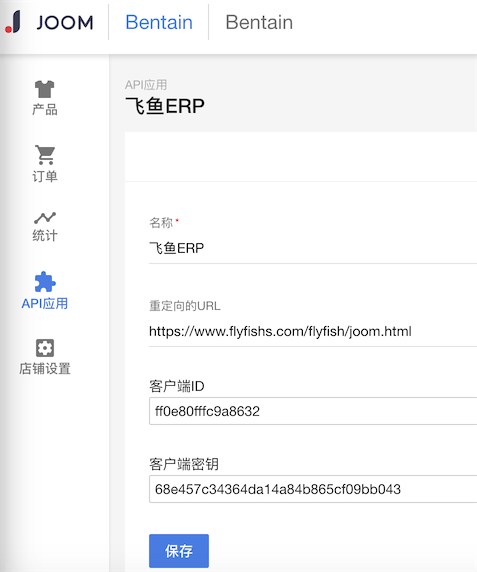 JOOM Bentain Bentain
产品
订单
统计
API应用
店铺设置
API应用
飞鱼ERP
名称*
飞鱼ERP
重定向的URL
https://www.flyfishs.com/flyfish/joom.html
客户端ID
ff0e80fffc9a8632
客户端密钥
68e457c34364da14a84b865cf09bb043
保存